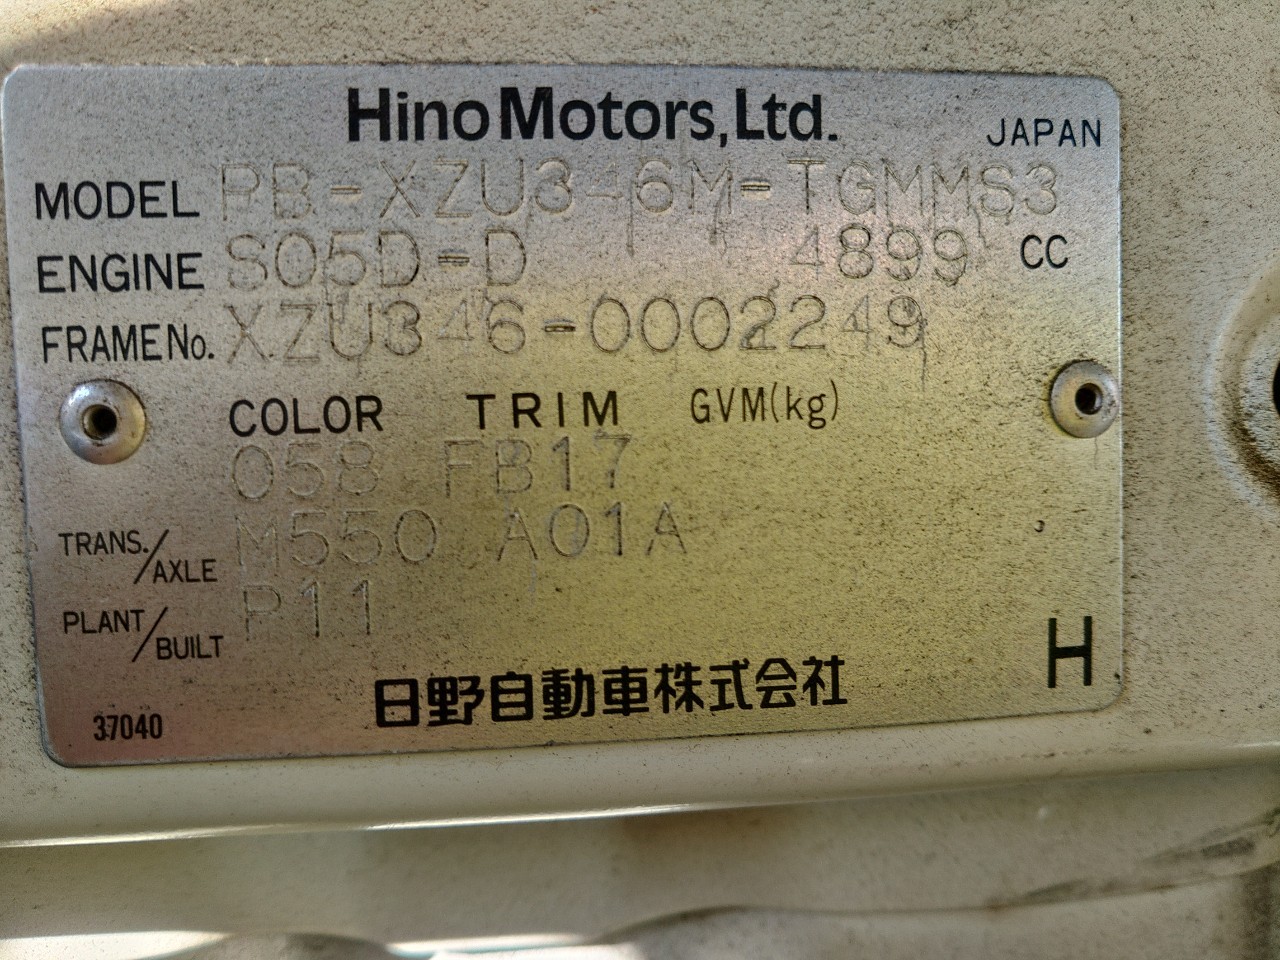 Hino Motors, Ltd. JAPAN
MODEL PB-XZU346M-TGMMS3
ENGINE S05D-D 4899 CC
FRAME No. XZU346-0002249
COLOR TRIM GVM(kg)
058 FB17
TRANS./AXLE M550 A01A
PLANT/BUILT P11
H
日野自動車株式会社
37040